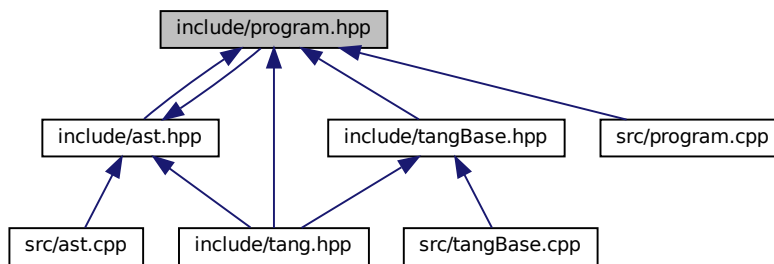 include/program.hpp
include/ast.hpp
include/tangBase.hpp
src/program.cpp
src/ast.cpp
include/tang.hpp
src/tangBase.cpp